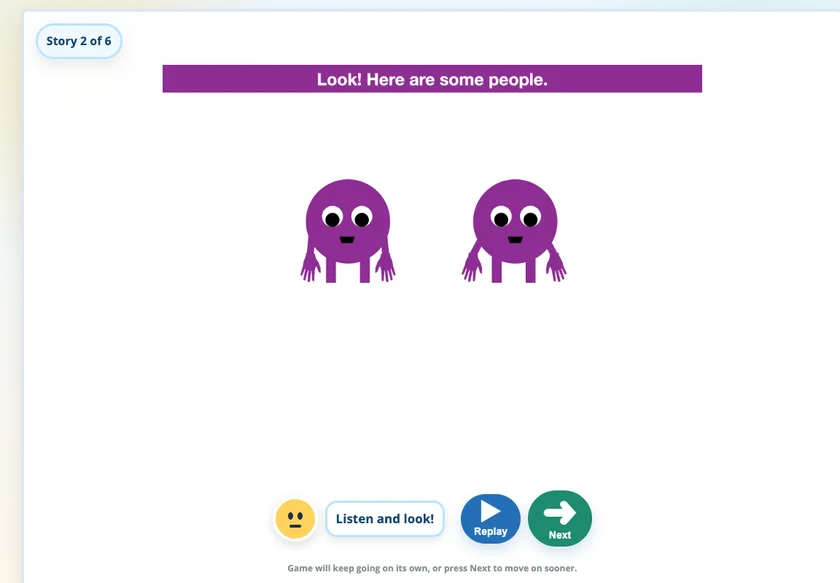 Story 2 of 6
Look! Here are some people.
Listen and look!
Replay
Next
Game will keep going on its own, or press Next to move on sooner.